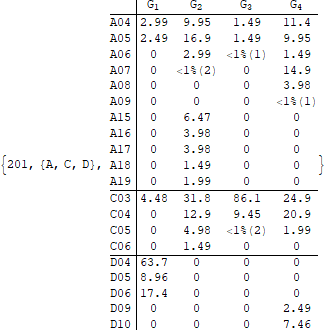 G1 G2 G3 G4
A04 2.99 9.95 1.49 11.4
A05 2.49 16.9 1.49 9.95
A06 0 2.99 <1%(1) 1.49
A07 0 <1%(2) 0 14.9
A08 0 0 0 3.98
A09 0 0 0 <1%(1)
A15 0 6.47 0 0
A16 0 3.98 0 0
A17 0 3.98 0 0
{201, {A, C, D}, A18 0 1.49 0 0 }
A19 0 1.99 0 0
C03 4.48 31.8 86.1 24.9
C04 0 12.9 9.45 20.9
C05 0 4.98 <1%(2) 1.99
C06 0 1.49 0 0
D04 63.7 0 0 0
D05 8.96 0 0 0
D06 17.4 0 0 0
D09 0 0 0 2.49
D10 0 0 0 7.46